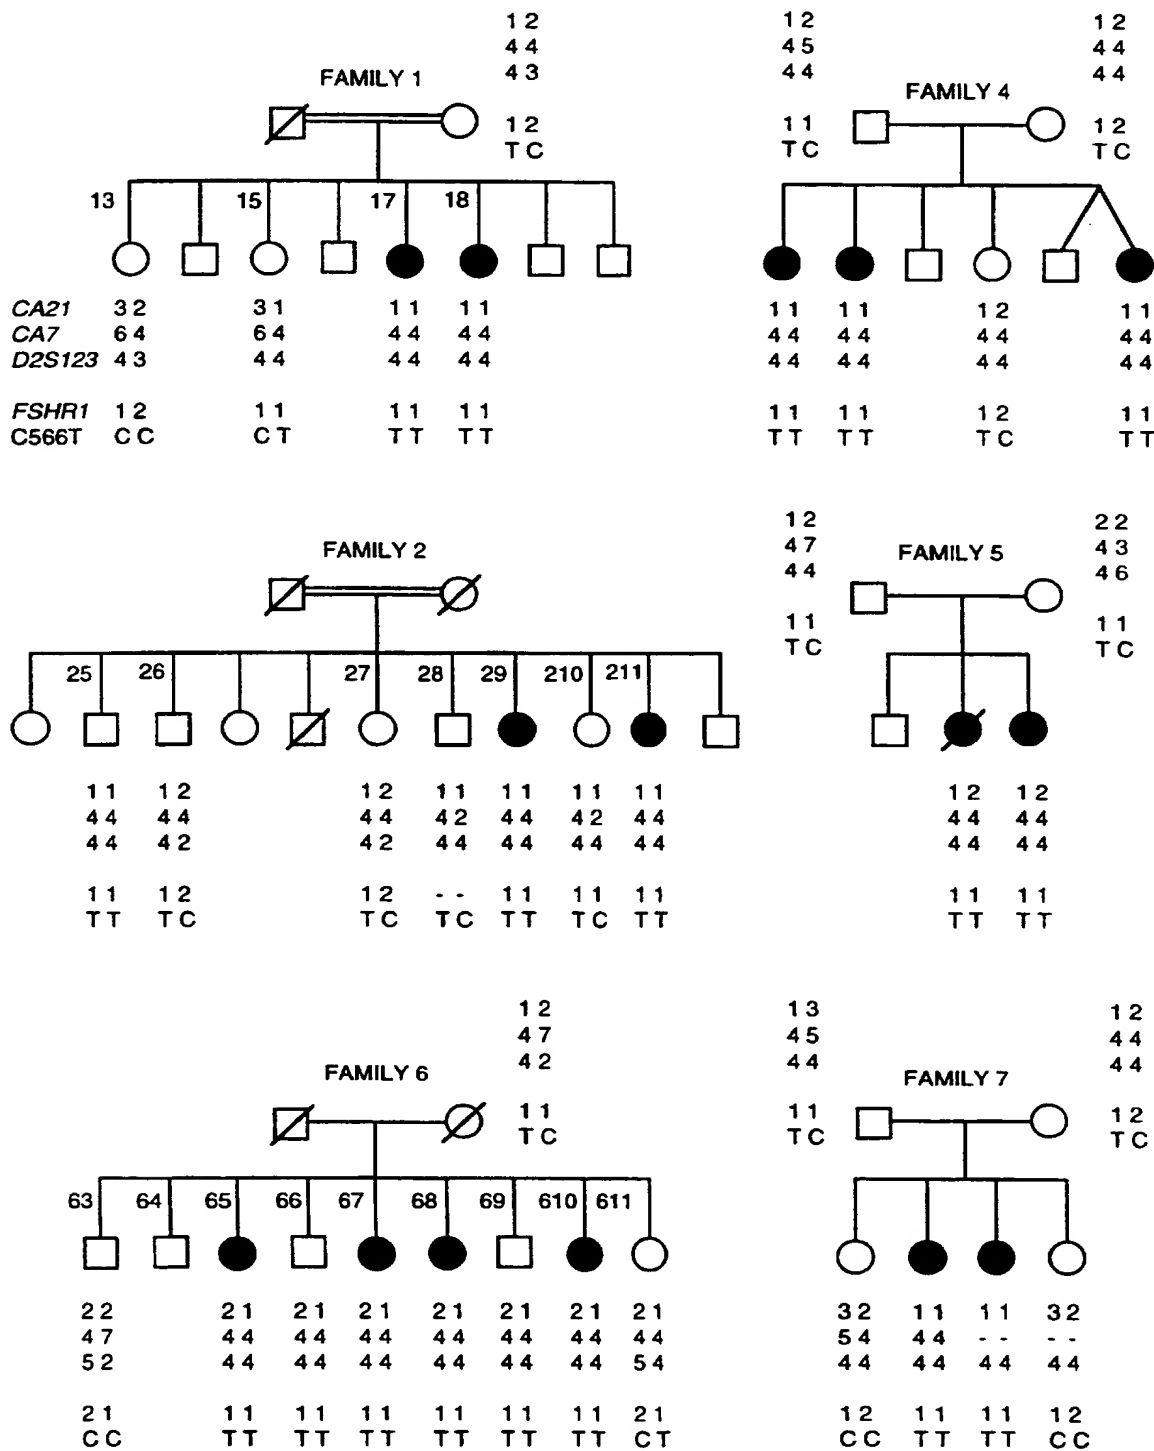 1 2 1 2 1 2
4 4 4 5 4 4
4 3 4 4 4 4
FAMILY 1 FAMILY 4
1 2 1 1 1 2
T C T C T C
13 15 17 18
CA21 3 2 3 1 1 1 1 1 1 1 1 1 1 2 1 1
CA7 6 4 6 4 4 4 4 4 4 4 4 4 4 4 4 4
D2S123 4 3 4 4 4 4 4 4 4 4 4 4 4 4 4 4
FSHR1 1 2 1 1 1 1 1 1 1 1 1 1 1 2 1 1
C566T C C C T T T T T T T T T T C T T
1 2 2 2
4 7 4 3
4 4 4 6
FAMILY 2 FAMILY 5
1 1 1 1
T C T C
25 26 27 28 29 210 211
1 1 1 2 1 2 1 1 1 1 1 1 1 1 1 2 1 2
4 4 4 4 4 4 4 2 4 4 4 2 4 4 4 4 4 4
4 4 4 2 4 2 4 4 4 4 4 4 4 4 4 4 4 4
1 1 1 2 1 2 - - 1 1 1 1 1 1 1 1 1 1
T T T C T C T C T T T C T T T T T T
1 2 1 3 1 2
4 7 4 5 4 4
4 2 4 4 4 4
FAMILY 6 FAMILY 7
1 1 1 1 1 2
T C T C T C
63 64 65 66 67 68 69 610 611
2 2 2 1 2 1 2 1 2 1 2 1 2 1 2 1 3 2 1 1 1 1 3 2
4 7 4 4 4 4 4 4 4 4 4 4 4 4 4 4 5 4 4 4 - - - -
5 2 4 4 4 4 4 4 4 4 4 4 4 4 5 4 4 4 4 4 4 4 4 4
2 1 1 1 1 1 1 1 1 1 1 1 1 1 2 1 1 2 1 1 1 1 1 2
C C T T T T T T T T T T T T C T C C T T T T C C